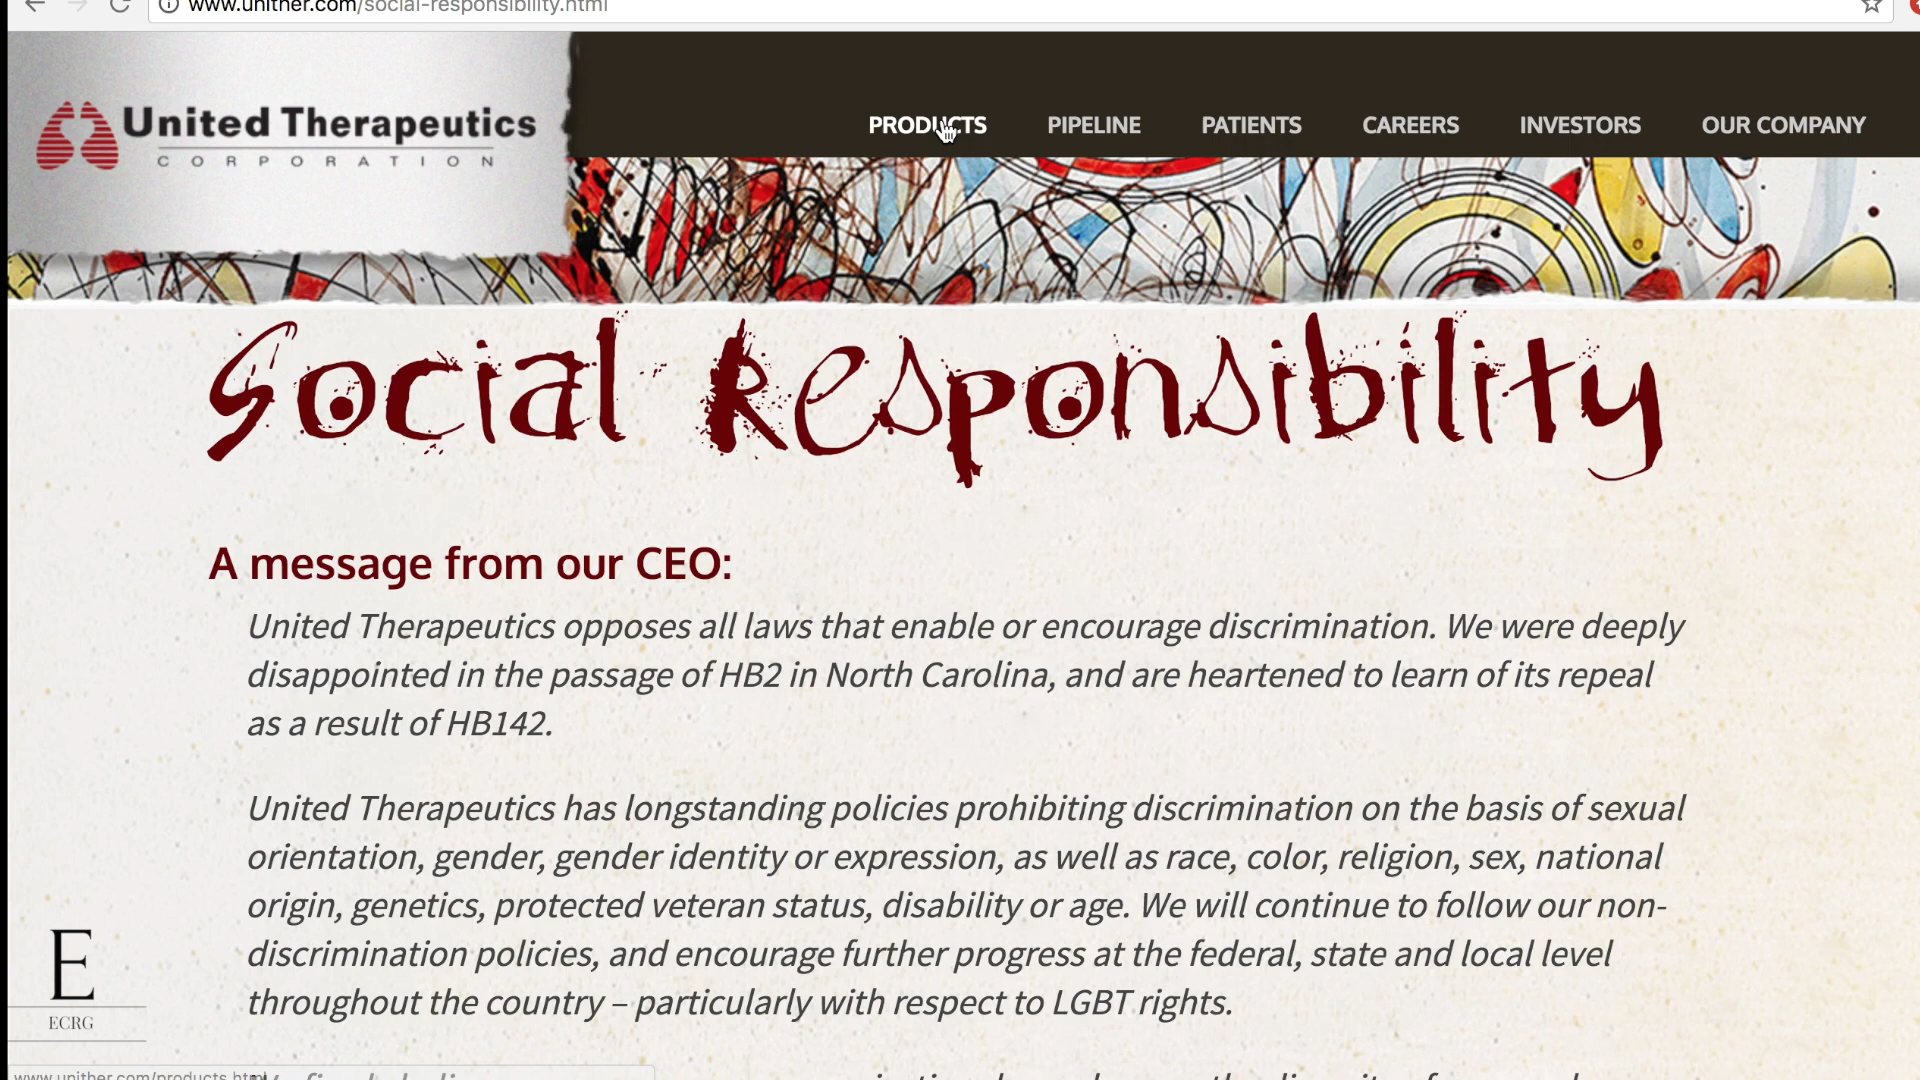 www.unither.com/social-responsibility.html
United Therapeutics
CORPORATION
PRODUCTS PIPELINE PATIENTS CAREERS INVESTORS OUR COMPANY
Social Responsibility
A message from our CEO:
United Therapeutics opposes all laws that enable or encourage discrimination. We were deeply
disappointed in the passage of HB2 in North Carolina, and are heartened to learn of its repeal
as a result of HB142.
United Therapeutics has longstanding policies prohibiting discrimination on the basis of sexual
orientation, gender, gender identity or expression, as well as race, color, religion, sex, national
origin, genetics, protected veteran status, disability or age. We will continue to follow our non-
discrimination policies, and encourage further progress at the federal, state and local level
throughout the country – particularly with respect to LGBT rights.
E
ECRG
www.unither.com/products.html